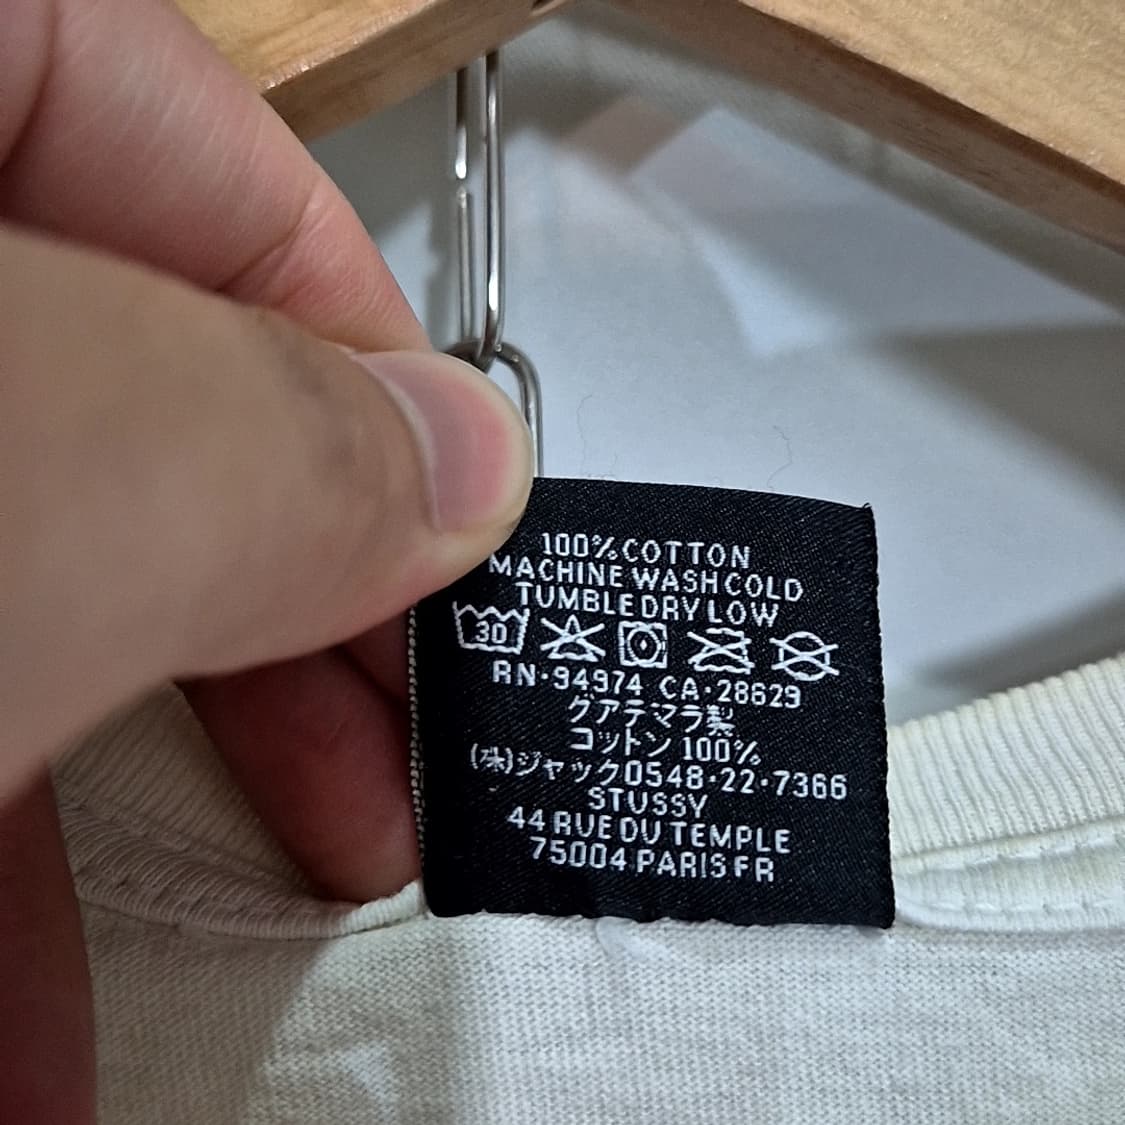 100% COTTON
MACHINE WASH COLD
TUMBLE DRY LOW
30
RN·94974 CA·28629
グアテマラ製
コットン 100%
(株)ジャック0548·22·7366
STUSSY
44 RUE DU TEMPLE
75004 PARIS FR